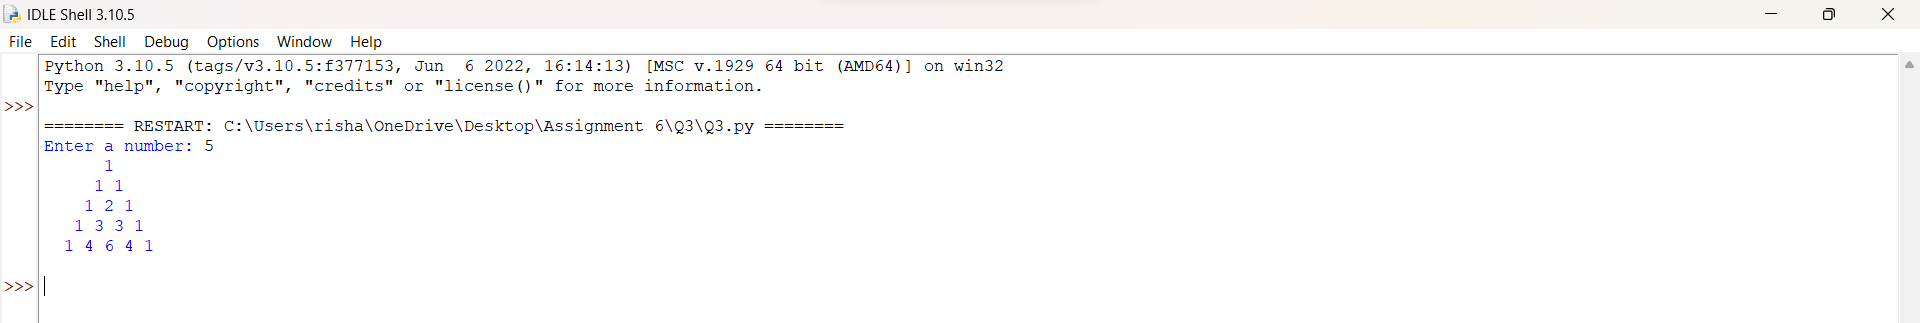 IDLE Shell 3.10.5
File Edit Shell Debug Options Window Help
Python 3.10.5 (tags/v3.10.5:f377153, Jun  6 2022, 16:14:13) [MSC v.1929 64 bit (AMD64)] on win32
Type "help", "copyright", "credits" or "license()" for more information.
>>>
======== RESTART: C:\Users\risha\OneDrive\Desktop\Assignment 6\Q3\Q3.py ========
Enter a number: 5
      1
     1 1
    1 2 1
   1 3 3 1
  1 4 6 4 1
>>>